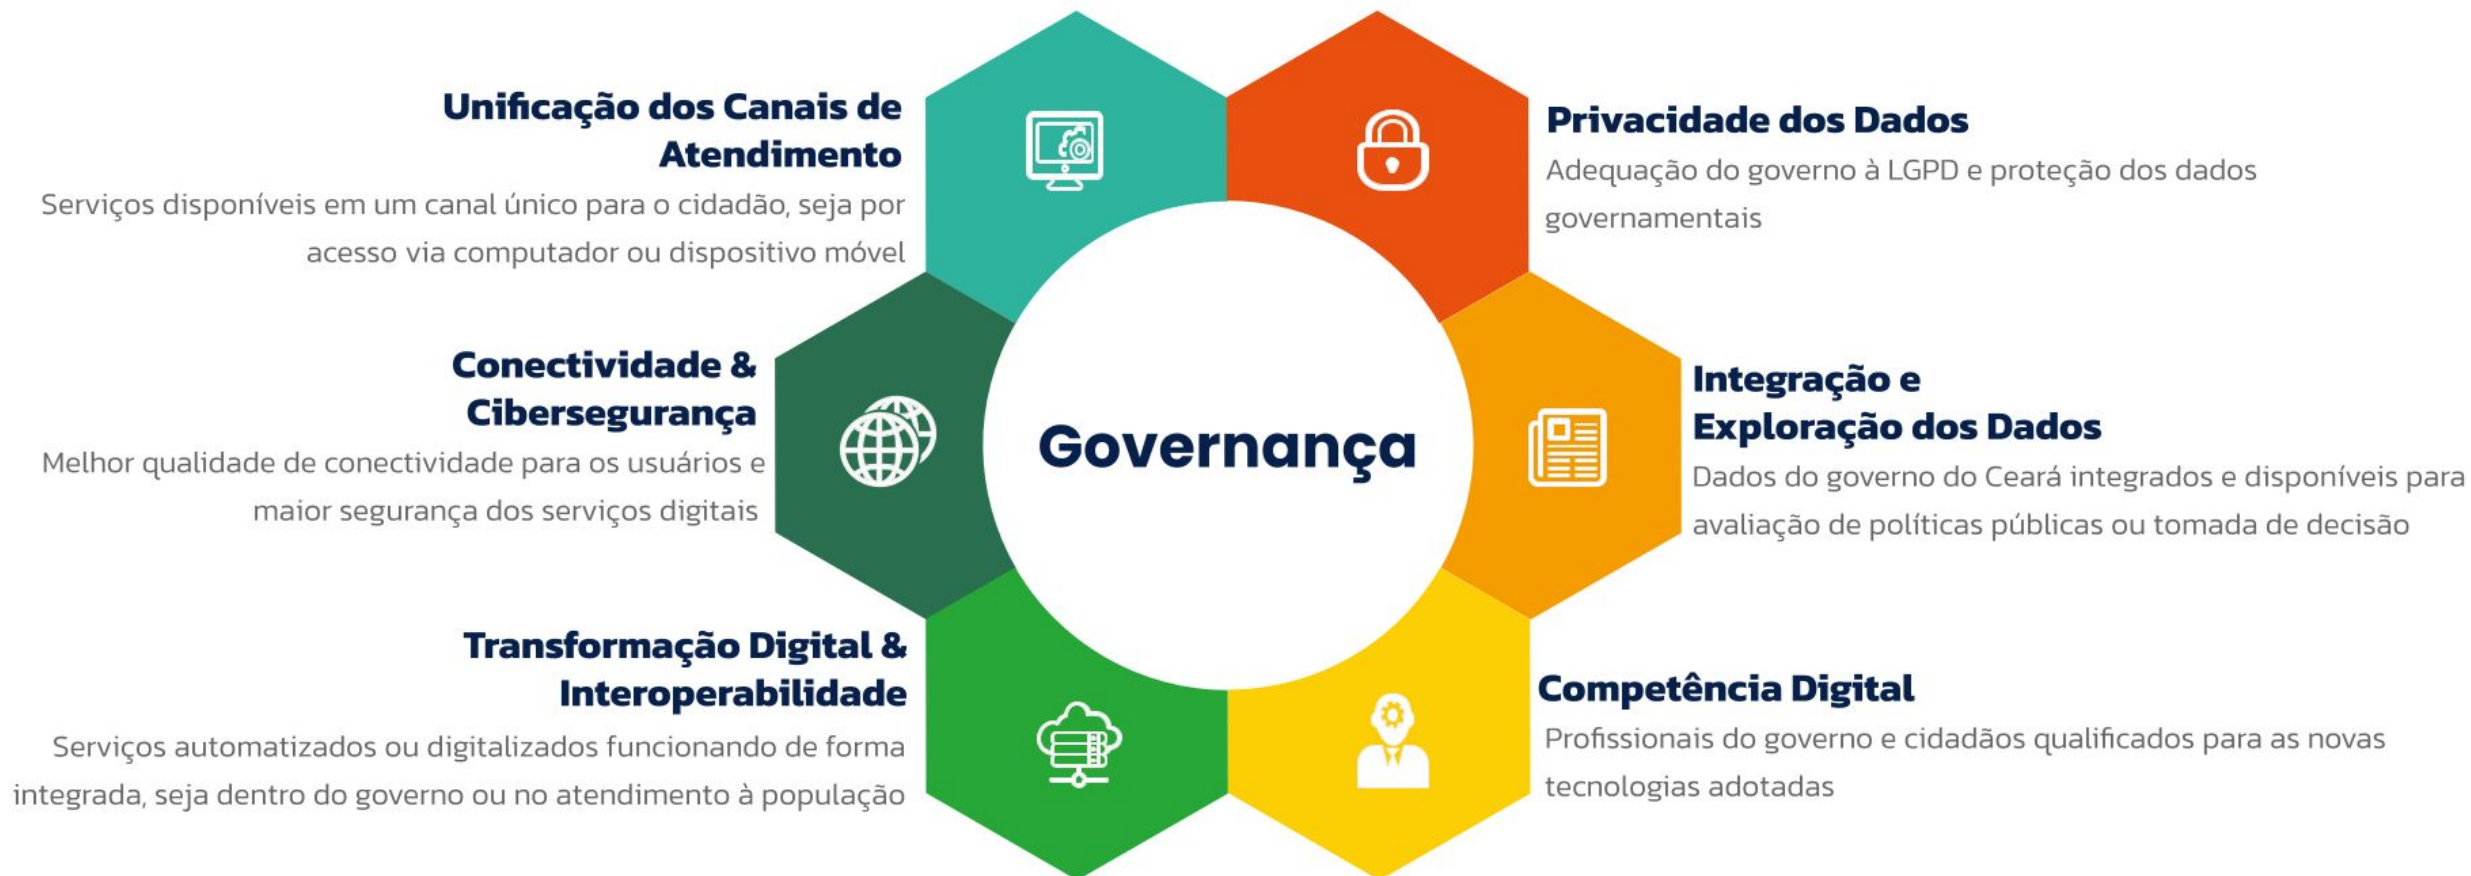 Unificação dos Canais de
Atendimento
Serviços disponíveis em um canal único para o cidadão, seja por
acesso via computador ou dispositivo móvel
Conectividade &
Cibersegurança
Melhor qualidade de conectividade para os usuários e
maior segurança dos serviços digitais
Transformação Digital &
Interoperabilidade
Serviços automatizados ou digitalizados funcionando de forma
integrada, seja dentro do governo ou no atendimento à população
Governança
Privacidade dos Dados
Adequação do governo à LGPD e proteção dos dados
governamentais
Integração e
Exploração dos Dados
Dados do governo do Ceará integrados e disponíveis para
avaliação de políticas públicas ou tomada de decisão
Competência Digital
Profissionais do governo e cidadãos qualificados para as novas
tecnologias adotadas